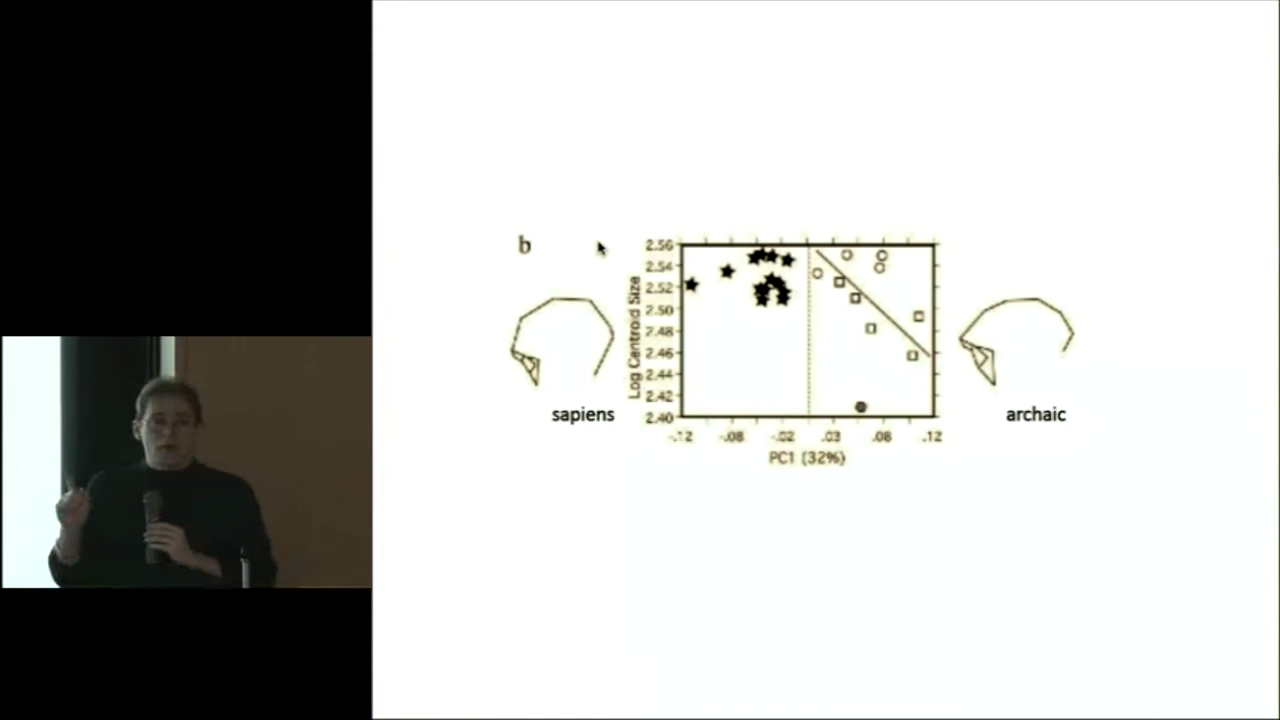 b
Log Centroid Size
2.56
2.54
2.52
2.50
2.48
2.46
2.44
2.42
2.40
-.12 -.08 -.02 .03 .08 .12
PC1 (32%)
sapiens
archaic